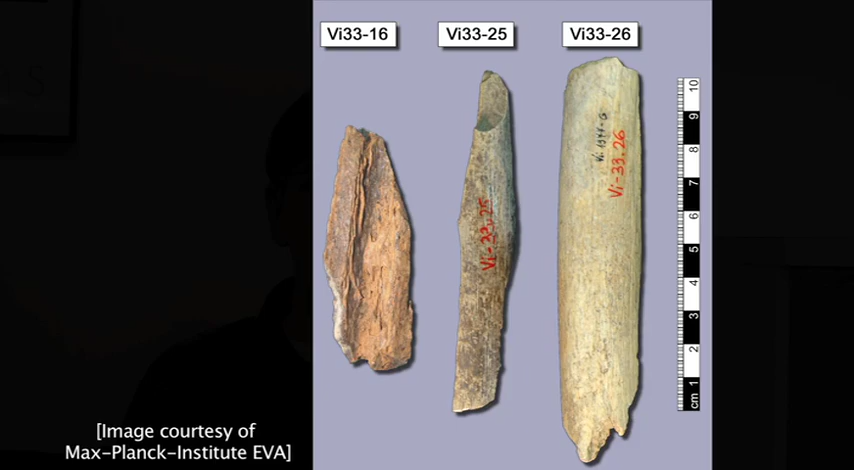 Vi33-16
Vi33-25
Vi33-26
Vi-33.25
Vi-33.26
10
9
8
7
6
5
4
3
2
1
cm
[Image courtesy of
Max-Planck-Institute EVA]